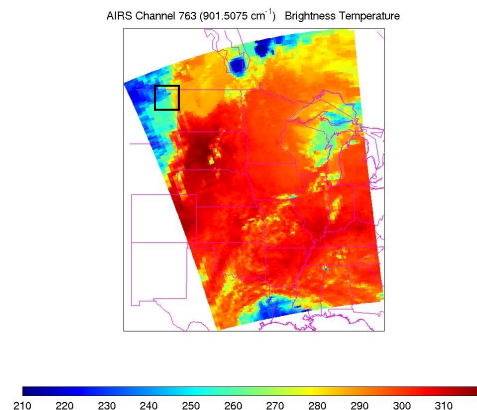 AIRS Channel 763 (901.5075 cm⁻¹)   Brightness Temperature
210 220 230 240 250 260 270 280 290 300 310